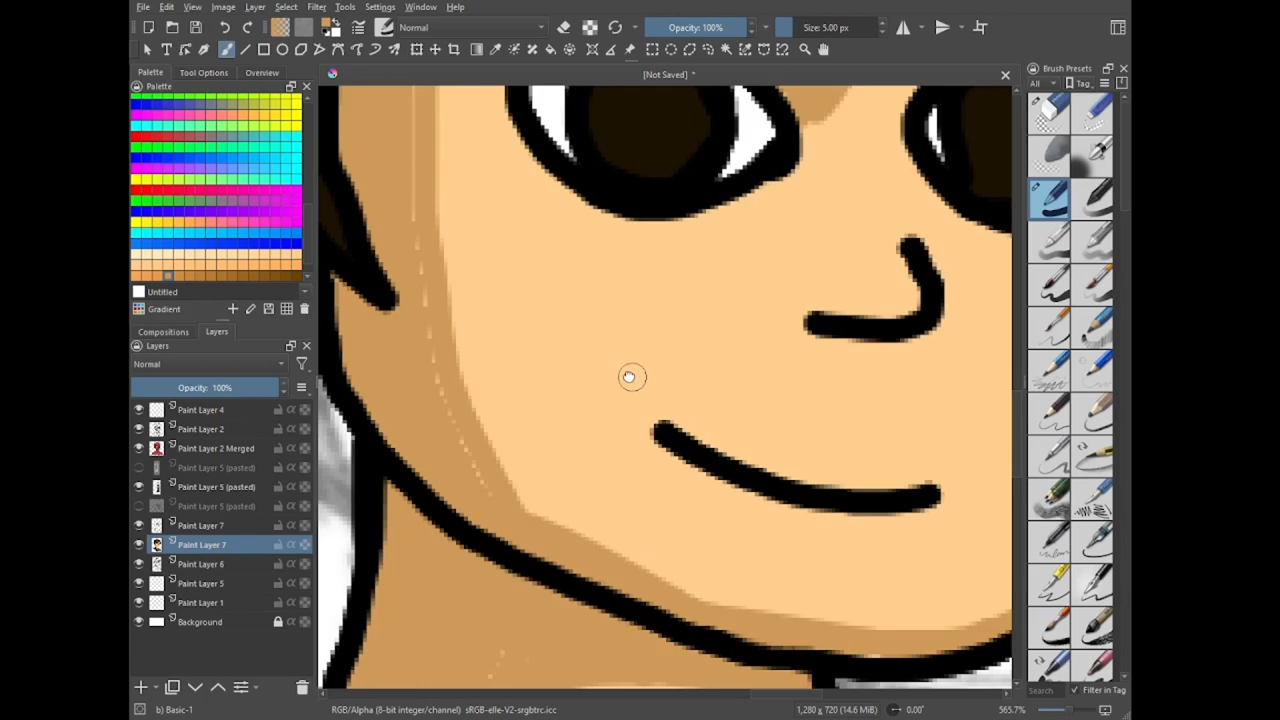 File Edit View Image Layer Select Filter Tools Settings Window Help
Normal Opacity: 100% Size: 5.00 px
Palette Tool Options Overview
[Not Saved] *
Brush Presets
Palette
All Tag
Untitled
Gradient
Compositions Layers
Layers
Normal
Opacity: 100%
Paint Layer 4
Paint Layer 2
Paint Layer 2 Merged
Paint Layer 5 (pasted)
Paint Layer 5 (pasted)
Paint Layer 5 (pasted)
Paint Layer 7
Paint Layer 7
Paint Layer 6
Paint Layer 5
Paint Layer 1
Background
Search Filter in Tag
b) Basic-1 RGB/Alpha (8-bit integer/channel) sRGB-elle-V2-srgbtrc.icc 1,280 x 720 (14.6 MiB) 0.00° 565.7%